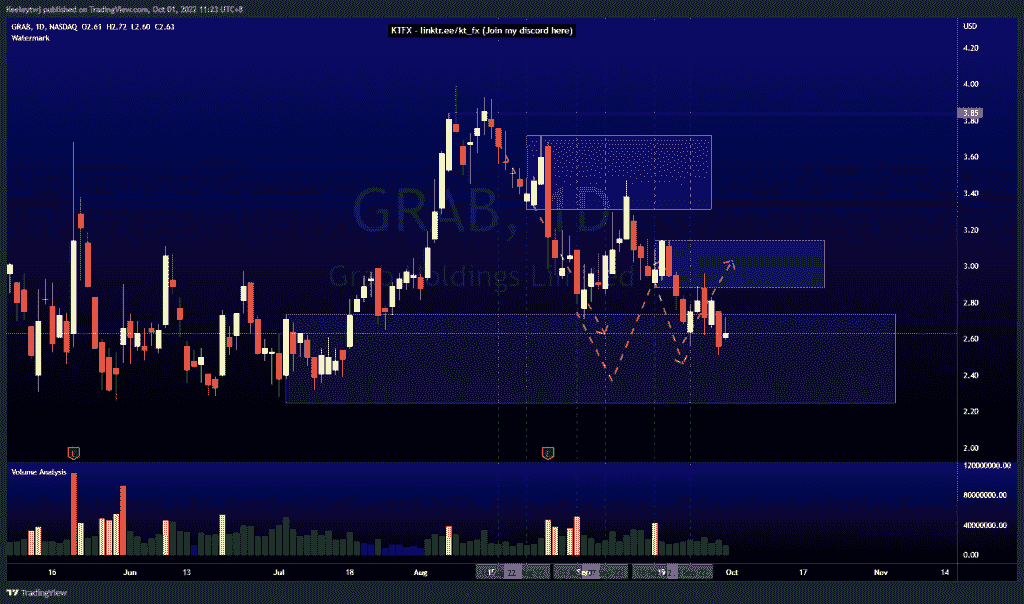 Keeleytwj published on TradingView.com, Oct 01, 2022 11:23 UTC+8
GRAB, 1D, NASDAQ O2.61 H2.72 L2.60 C2.63
Watermark
KTFX - linktr.ee/kt_fx (Join my discord here)
USD
4.20
4.00
3.85
3.80
3.60
3.40
3.20
3.00
2.80
2.60
2.40
2.20
2.00
GRAB, 1D
Grab Holdings Limited
E
E
Volume Analysis
120000000.00
80000000.00
40000000.00
0.00
16 Jun 13 Jul 18 Aug 15 22 Sep 19 Oct 17 Nov 14
TradingView